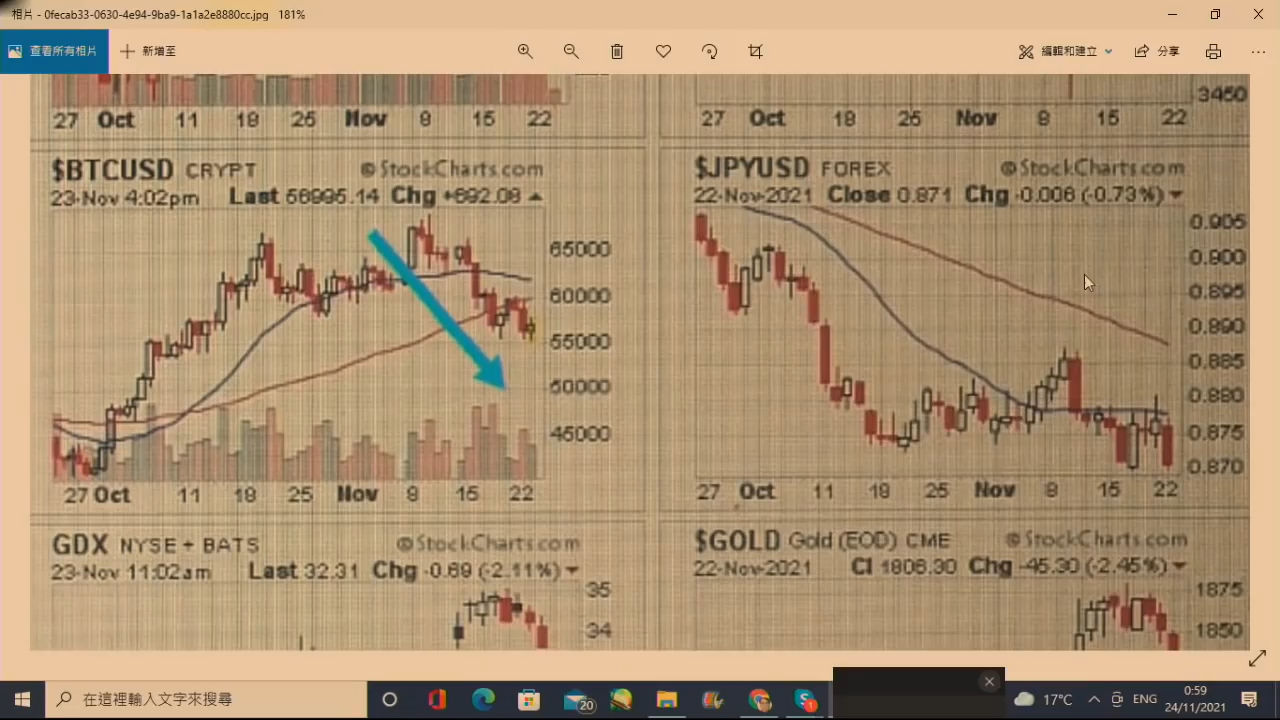 相片 - 0fecab33-0630-4e94-9ba9-1a1a2e8880cc.jpg   181%
查看所有相片   新增至   編輯和建立   分享
3450
27 Oct 11 18 25 Nov 8 15 22
27 Oct 18 25 Nov 8 15 22
$BTCUSD CRYPT © StockCharts.com
23-Nov 4:02pm Last 56995.14 Chg +692.08
65000
60000
55000
50000
45000
27 Oct 11 18 25 Nov 8 15 22
$JPYUSD FOREX © StockCharts.com
22-Nov-2021 Close 0.871 Chg -0.006 (-0.73%)
0.905
0.900
0.895
0.890
0.885
0.880
0.875
0.870
27 Oct 11 18 25 Nov 8 15 22
GDX NYSE + BATS © StockCharts.com
23-Nov 11:02am Last 32.31 Chg -0.69 (-2.11%)
35
34
$GOLD Gold (EOD) CME © StockCharts.com
22-Nov-2021 Cl 1806.30 Chg -45.30 (-2.45%)
1875
1850
在這裡輸入文字來搜尋
20
1
17°C
ENG
0:59
24/11/2021